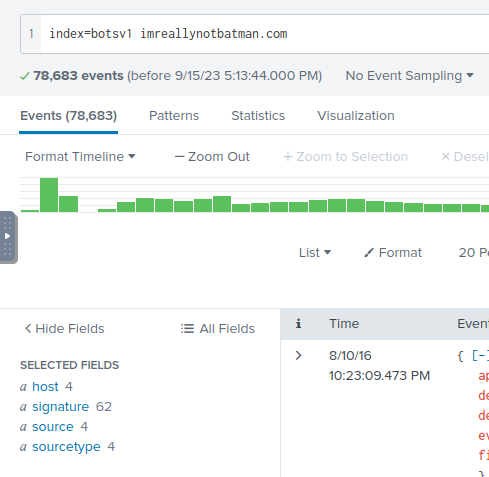 1 index=botsv1 imreallynotbatman.com
78,683 events (before 9/15/23 5:13:44.000 PM) No Event Sampling
Events (78,683) Patterns Statistics Visualization
Format Timeline Zoom Out Zoom to Selection Desel
List Format 20 Pe
Hide Fields All Fields i Time Event
SELECTED FIELDS
a host 4
a signature 62
a source 4
a sourcetype 4
8/10/16
10:23:09.473 PM
{ [-]
ap
de
de
ev
fi
}